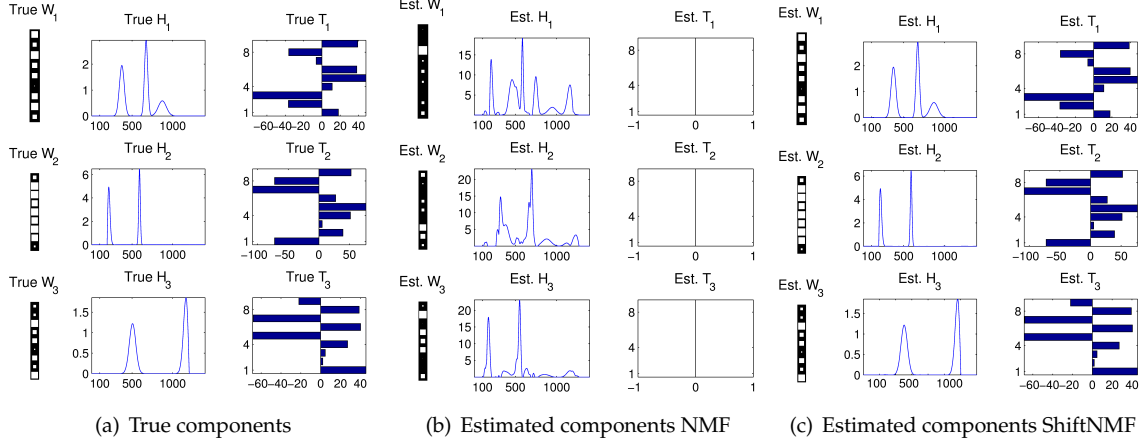 True W1 True H1 True T1
2
1
0
100 500 1000
8
4
1
−60−40−20 0 20 40
True W2 True H2 True T2
6
4
2
0
100 500 1000
8
4
1
−100 −50 0 50
True W3 True H3 True T3
1.5
1
0.5
0
100 500 1000
8
4
1
−60−40−20 0 20 40
(a) True components
Est. W1 Est. H1 Est. T1
15
10
5
100 500 1000
8
4
1
−1 0 1
Est. W2 Est. H2 Est. T2
20
15
10
5
100 500 1000
8
4
1
−1 0 1
Est. W3 Est. H3 Est. T3
25
20
15
10
5
100 500 1000
8
4
1
−1 0 1
(b) Estimated components NMF
Est. W1 Est. H1 Est. T1
2
1
0
100 500 1000
8
4
1
−60−40−20 0 20 40
Est. W2 Est. H2 Est. T2
6
4
2
0
100 500 1000
8
4
1
−100 −50 0 50
Est. W3 Est. H3 Est. T3
1.5
1
0.5
0
100 500 1000
8
4
1
−60−40−20 0 20 40
(c) Estimated components ShiftNMF